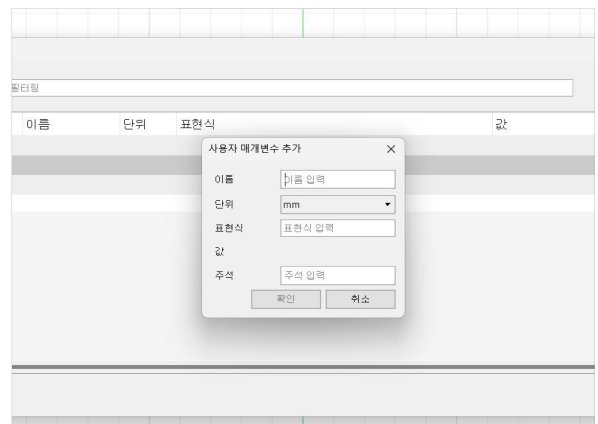 필터링
이름 단위 표현식 값
사용자 매개변수 추가
이름 이름 입력
단위 mm
표현식 표현식 입력
값
주석 주석 입력
확인 취소